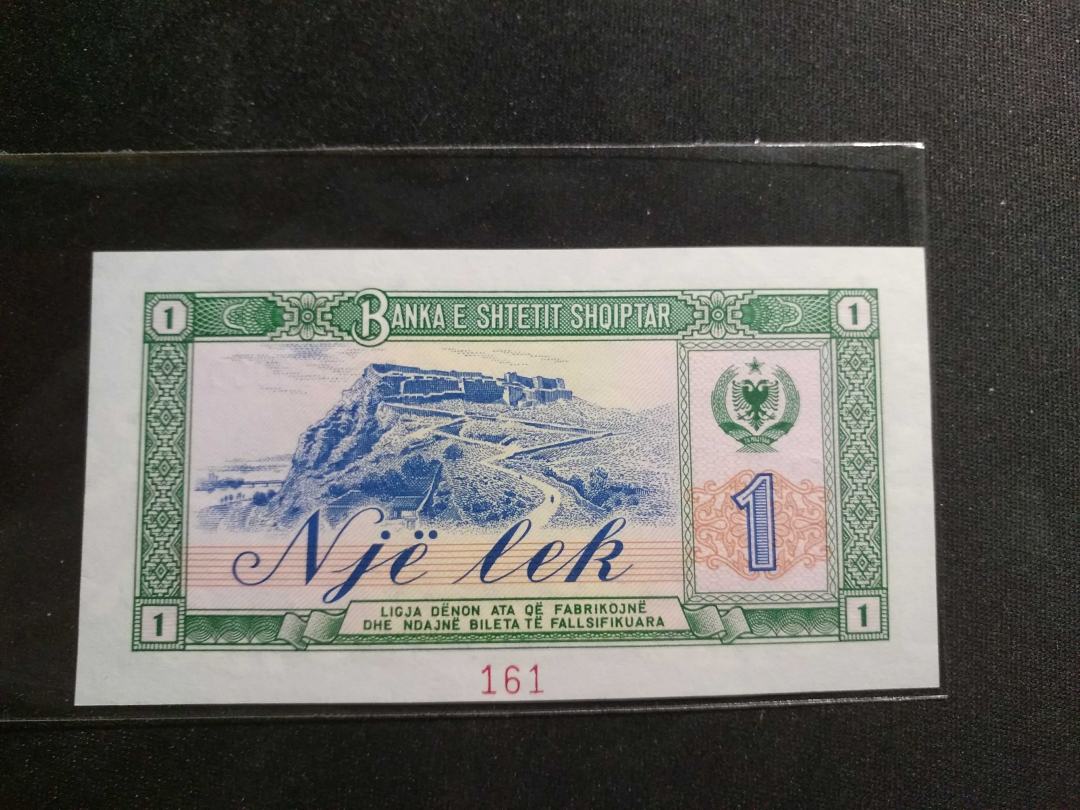 1 BANKA E SHTETIT SHQIPTAR 1
1
Një lek
LIGJA DËNON ATA QË FABRIKOJNË
DHE NDAJNË BILETA TË FALLSIFIKUARA
1 1
161